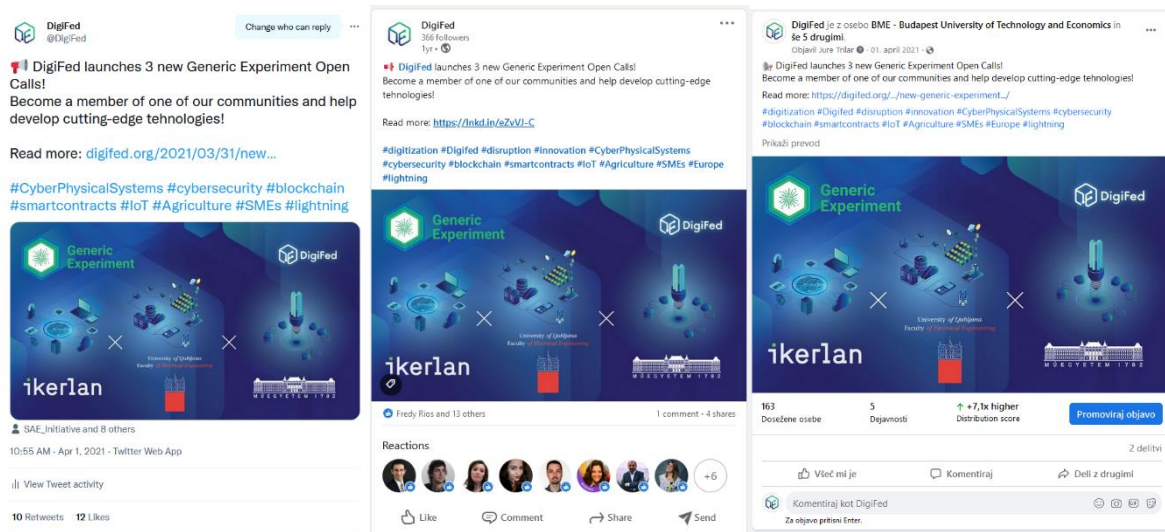 DigiFed
@DigiFed
Change who can reply
DigiFed launches 3 new Generic Experiment Open
Calls!
Become a member of one of our communities and help
develop cutting-edge tehnologies!
Read more: digifed.org/2021/03/31/new...
#CyberPhysicalSystems #cybersecurity #blockchain
#smartcontracts #IoT #Agriculture #SMEs #lightning
Generic
Experiment
DigiFed
University of Ljubljana
Faculty of Electrical Engineering
ikerlan
MŰEGYETEM 1782
SAE_Initiative and 8 others
10:55 AM · Apr 1, 2021 · Twitter Web App
View Tweet activity
10 Retweets 12 Likes
DigiFed
366 followers
1yr •
DigiFed launches 3 new Generic Experiment Open Calls!
Become a member of one of our communities and help develop cutting-edge
tehnologies!
Read more: https://lnkd.in/eZvVJ-C
#digitization #Digifed #disruption #innovation #CyberPhysicalSystems
#cybersecurity #blockchain #smartcontracts #IoT #Agriculture #SMEs #Europe
#lightning
Generic
Experiment
DigiFed
University of Ljubljana
Faculty of Electrical Engineering
ikerlan
MŰEGYETEM 1782
Fredy Rios and 13 others
1 comment • 4 shares
Reactions
+6
Like Comment Share Send
DigiFed je z osebo BME - Budapest University of Technology and Economics in
še 5 drugimi.
Objavil Jure Trilar · 01. april 2021 ·
DigiFed launches 3 new Generic Experiment Open Calls!
Become a member of one of our communities and help develop cutting-edge tehnologies!
Read more: https://digifed.org/.../new-generic-experiment.../
#digitization #Digifed #disruption #innovation #CyberPhysicalSystems #cybersecurity
#blockchain #smartcontracts #IoT #Agriculture #SMEs #Europe #lightning
Prikaži prevod
Generic
Experiment
DigiFed
University of Ljubljana
Faculty of Electrical Engineering
ikerlan
MŰEGYETEM 1782
163 5 +7,1x higher
Dosežene osebe Dejavnosti Distribution score
Promoviraj objavo
2 delitvi
Všeč mi je Komentiraj Deli z drugimi
Komentiraj kot DigiFed
GIF
Za objavo pritisni Enter.